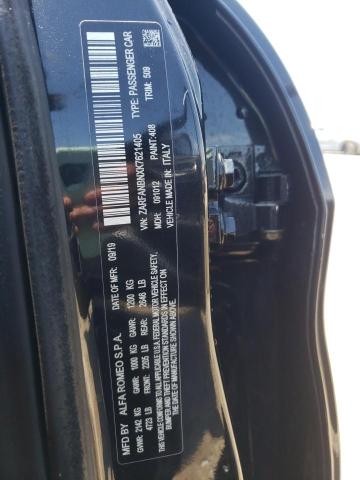 MFD BY ALFA ROMEO S.P.A. DATE OF MFR: 09/19
GVWR: 2142 KG GAWR: 1000 KG GAWR: 1200 KG
4723 LB FRONT: 2205 LB REAR: 2646 LB
THIS VEHICLE CONFORMS TO ALL APPLICABLE U.S.A. FEDERAL MOTOR VEHICLE SAFETY,
BUMPER AND THEFT PREVENTION STANDARDS IN EFFECT ON THE
DATE OF MANUFACTURE SHOWN ABOVE.
VIN: ZARFANBNXK7621405 TYPE: PASSENGER CAR
MDH: 091012 PAINT: 408 TRIM: 509
VEHICLE MADE IN: ITALY